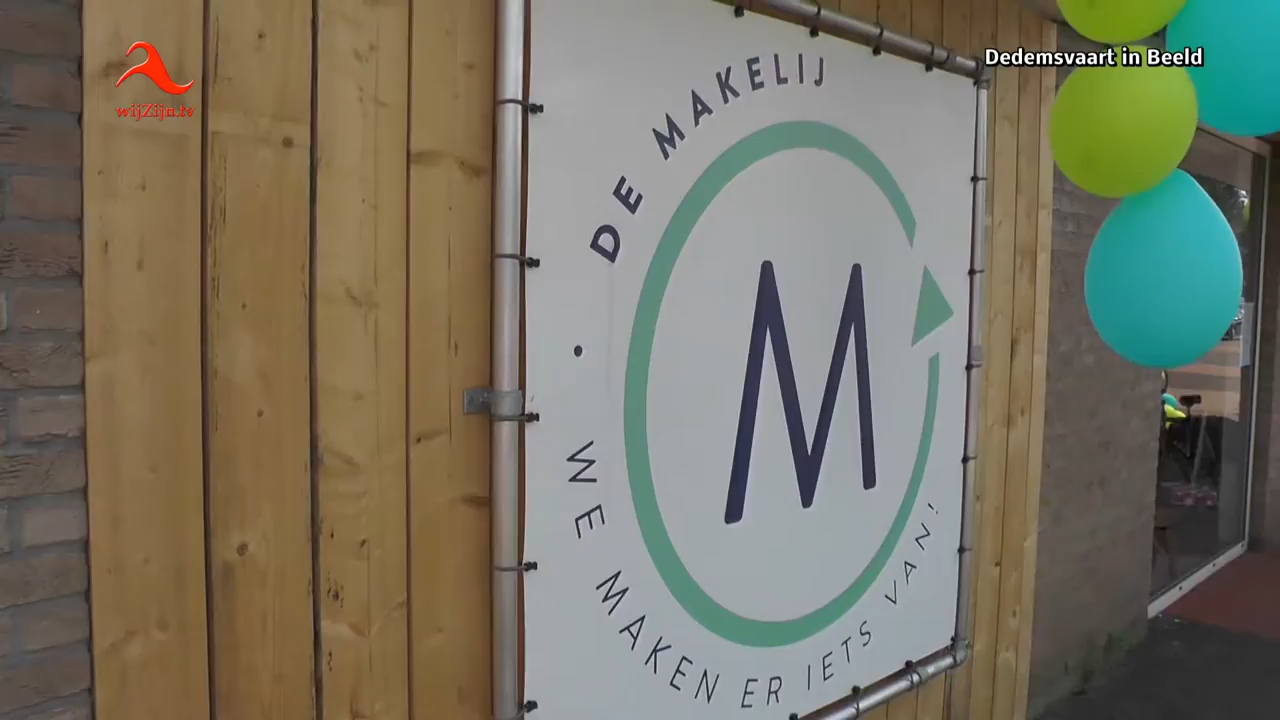 wijZijn.tv
Dedemsvaart in Beeld
DE MAKELIJ
M
• WE MAKEN ER IETS VAN!